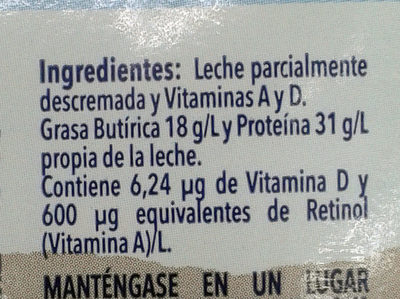 Ingredientes: Leche parcialmente
descremada y Vitaminas A y D.
Grasa Butírica 18 g/L y Proteína 31 g/L
propia de la leche.
Contiene 6,24 µg de Vitamina D y
600 µg equivalentes de Retinol
(Vitamina A)/L.
MANTÉNGASE EN UN LUGAR